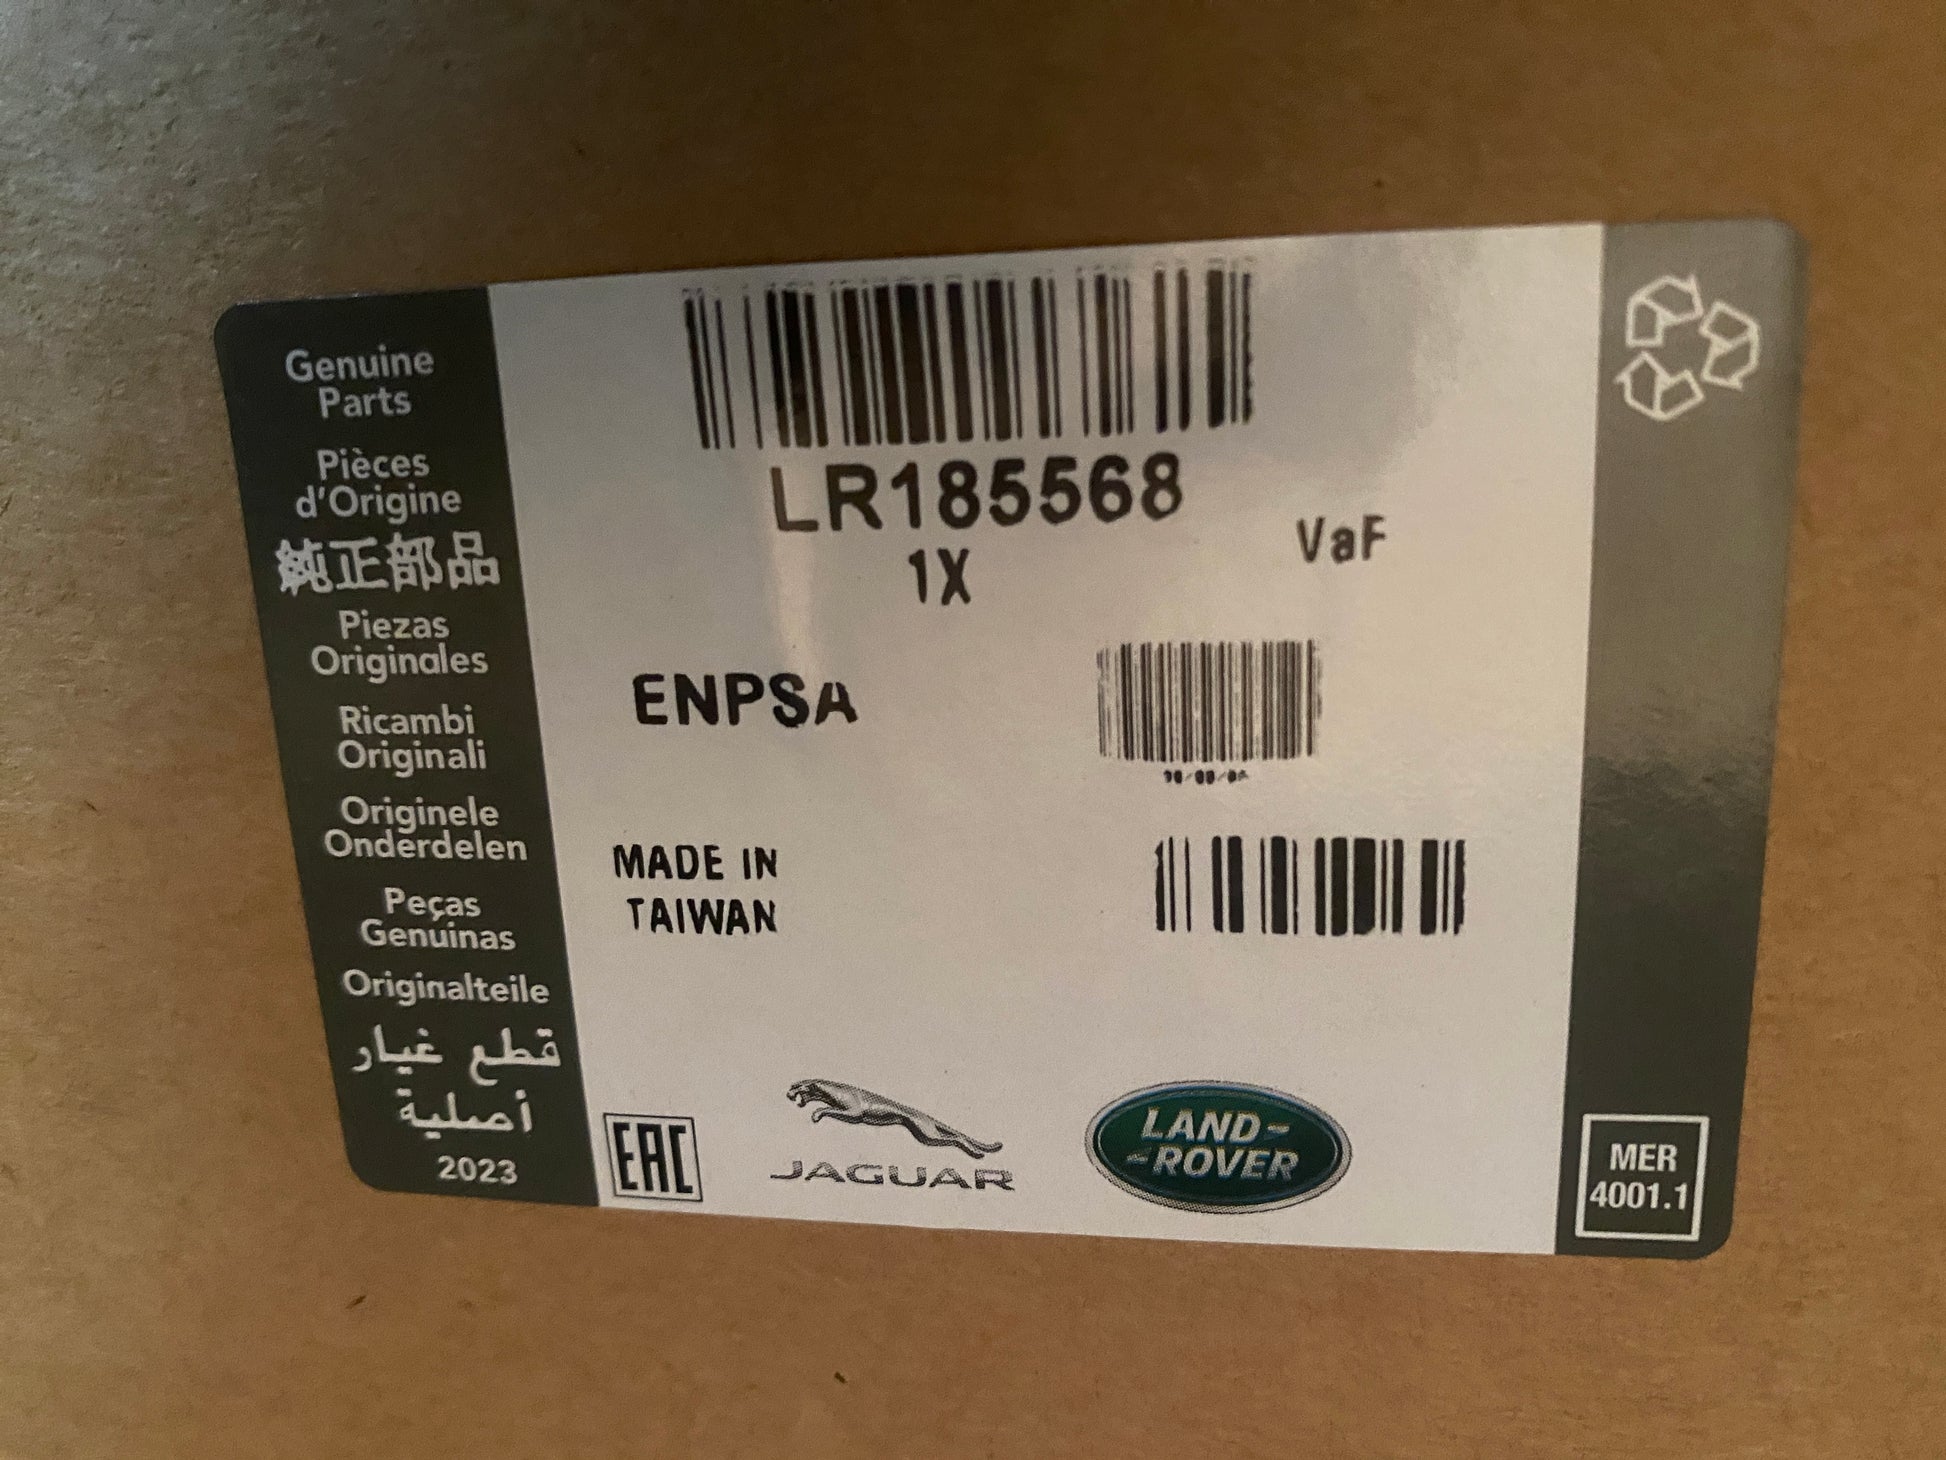 Genuine
Parts
Pièces
d'Origine
純正部品
Piezas
Originales
Ricambi
Originali
Originele
Onderdelen
Peças
Genuinas
Originalteile
قطع غيار
أصلية
2023
LR185568
1X
VaF
ENPSA
MADE IN
TAIWAN
EAC
JAGUAR
LAND-
-ROVER
MER
4001.1